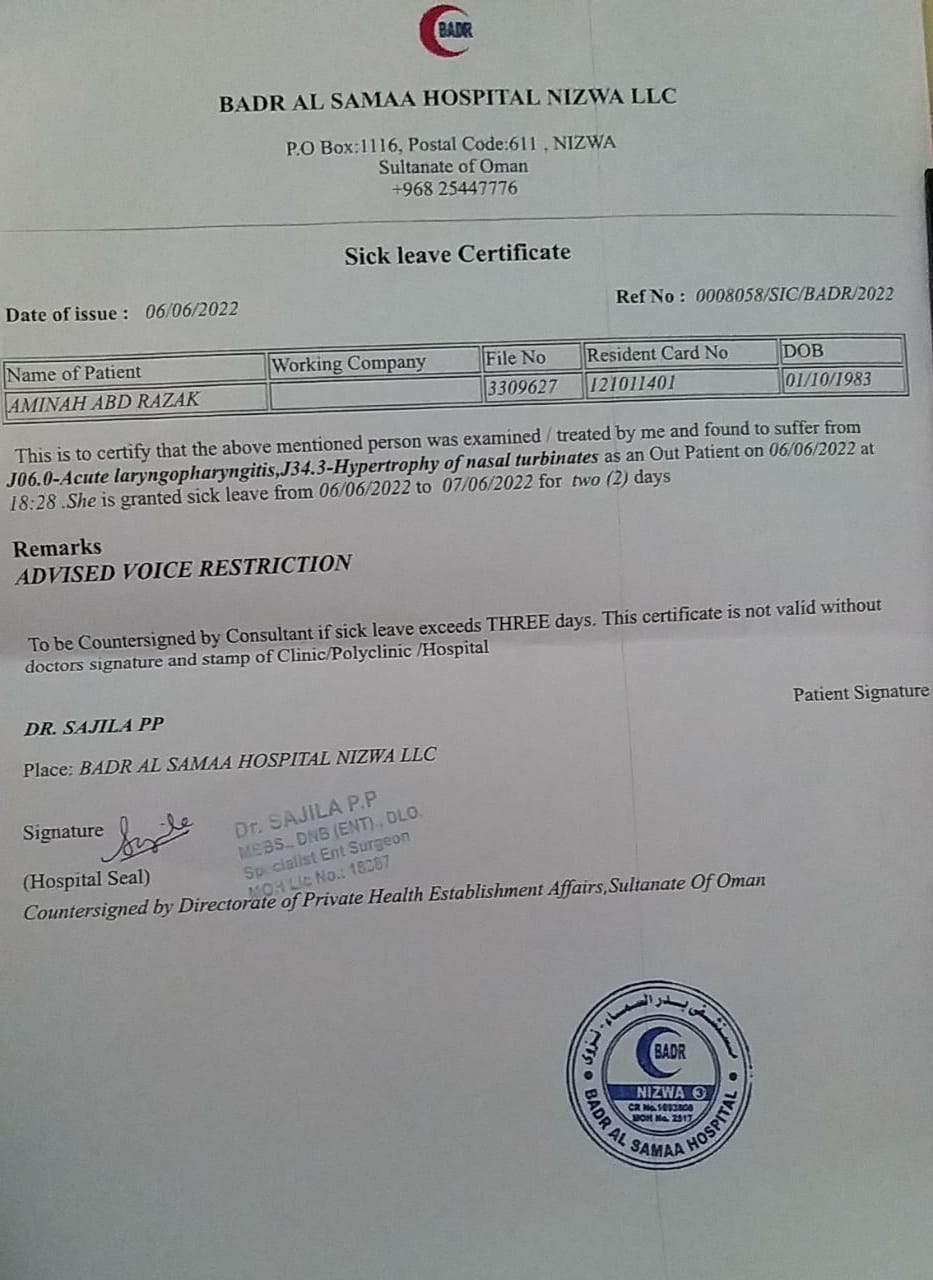 BADR
BADR AL SAMAA HOSPITAL NIZWA LLC
P.O Box:1116, Postal Code:611 , NIZWA
Sultanate of Oman
+968 25447776
Sick leave Certificate
Date of issue : 06/06/2022
Ref No : 0008058/SIC/BADR/2022
Name of Patient Working Company File No Resident Card No DOB
AMINAH ABD RAZAK 3309627 121011401 01/10/1983
This is to certify that the above mentioned person was examined / treated by me and found to suffer from
J06.0-Acute laryngopharyngitis,J34.3-Hypertrophy of nasal turbinates as an Out Patient on 06/06/2022 at
18:28 .She is granted sick leave from 06/06/2022 to 07/06/2022 for two (2) days
Remarks
ADVISED VOICE RESTRICTION
To be Countersigned by Consultant if sick leave exceeds THREE days. This certificate is not valid without
doctors signature and stamp of Clinic/Polyclinic /Hospital
Patient Signature
DR. SAJILA PP
Place: BADR AL SAMAA HOSPITAL NIZWA LLC
Signature
Dr. SAJILA P.P
MBBS., DNB (ENT)., DLO.
Specialist Ent Surgeon
MOH Lic No.:
(Hospital Seal)
Countersigned by Directorate of Private Health Establishment Affairs,Sultanate Of Oman
مستشفى بدر السماء - نزوى
BADR
NIZWA 3
CR No.
MOH No. 2517
BADR AL SAMAA HOSPITAL